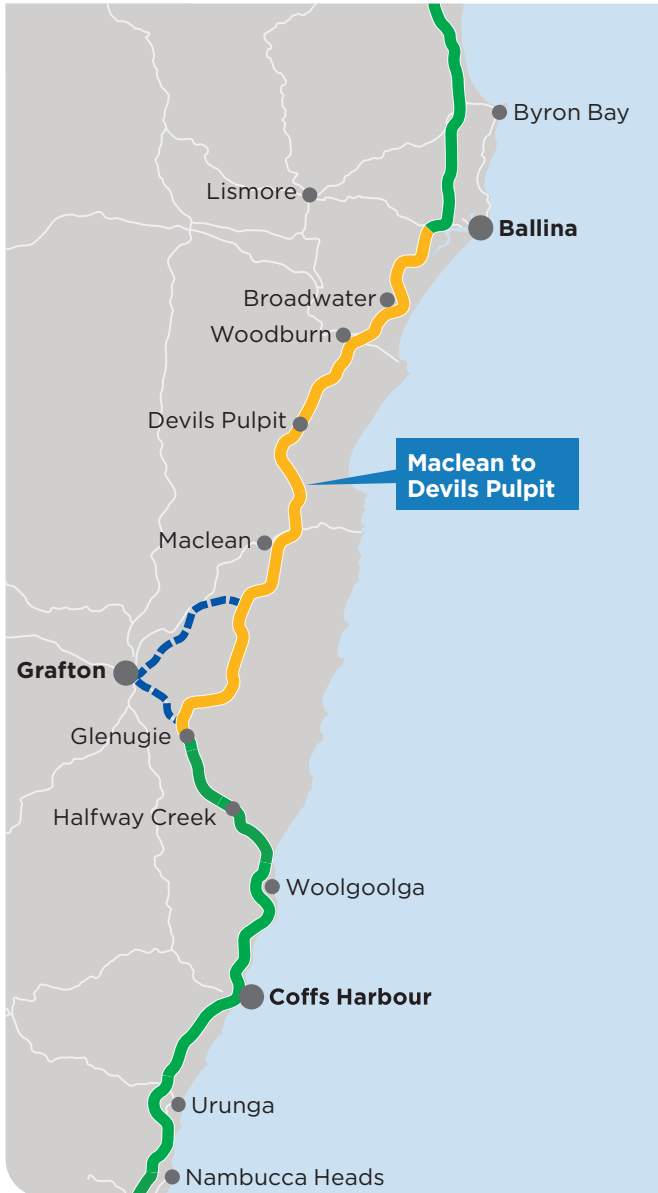 Byron Bay
Lismore
Ballina
Broadwater
Woodburn
Devils Pulpit
Maclean to
Devils Pulpit
Maclean
Grafton
Glenugie
Halfway Creek
Woolgoolga
Coffs Harbour
Urunga
Nambucca Heads